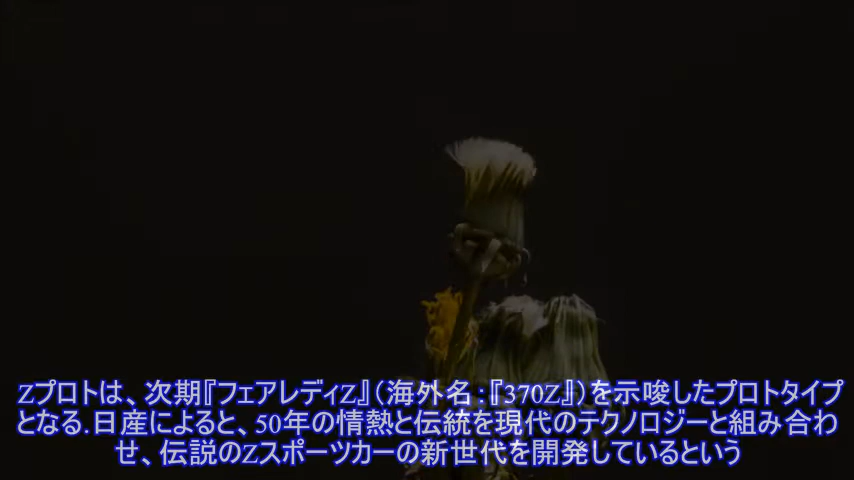 Zプロトは、次期『フェアレディZ』（海外名：『370Z』）を示唆したプロトタイプ
となる.日産によると、50年の情熱と伝統を現代のテクノロジーと組み合わ
せ、伝説のZスポーツカーの新世代を開発しているという